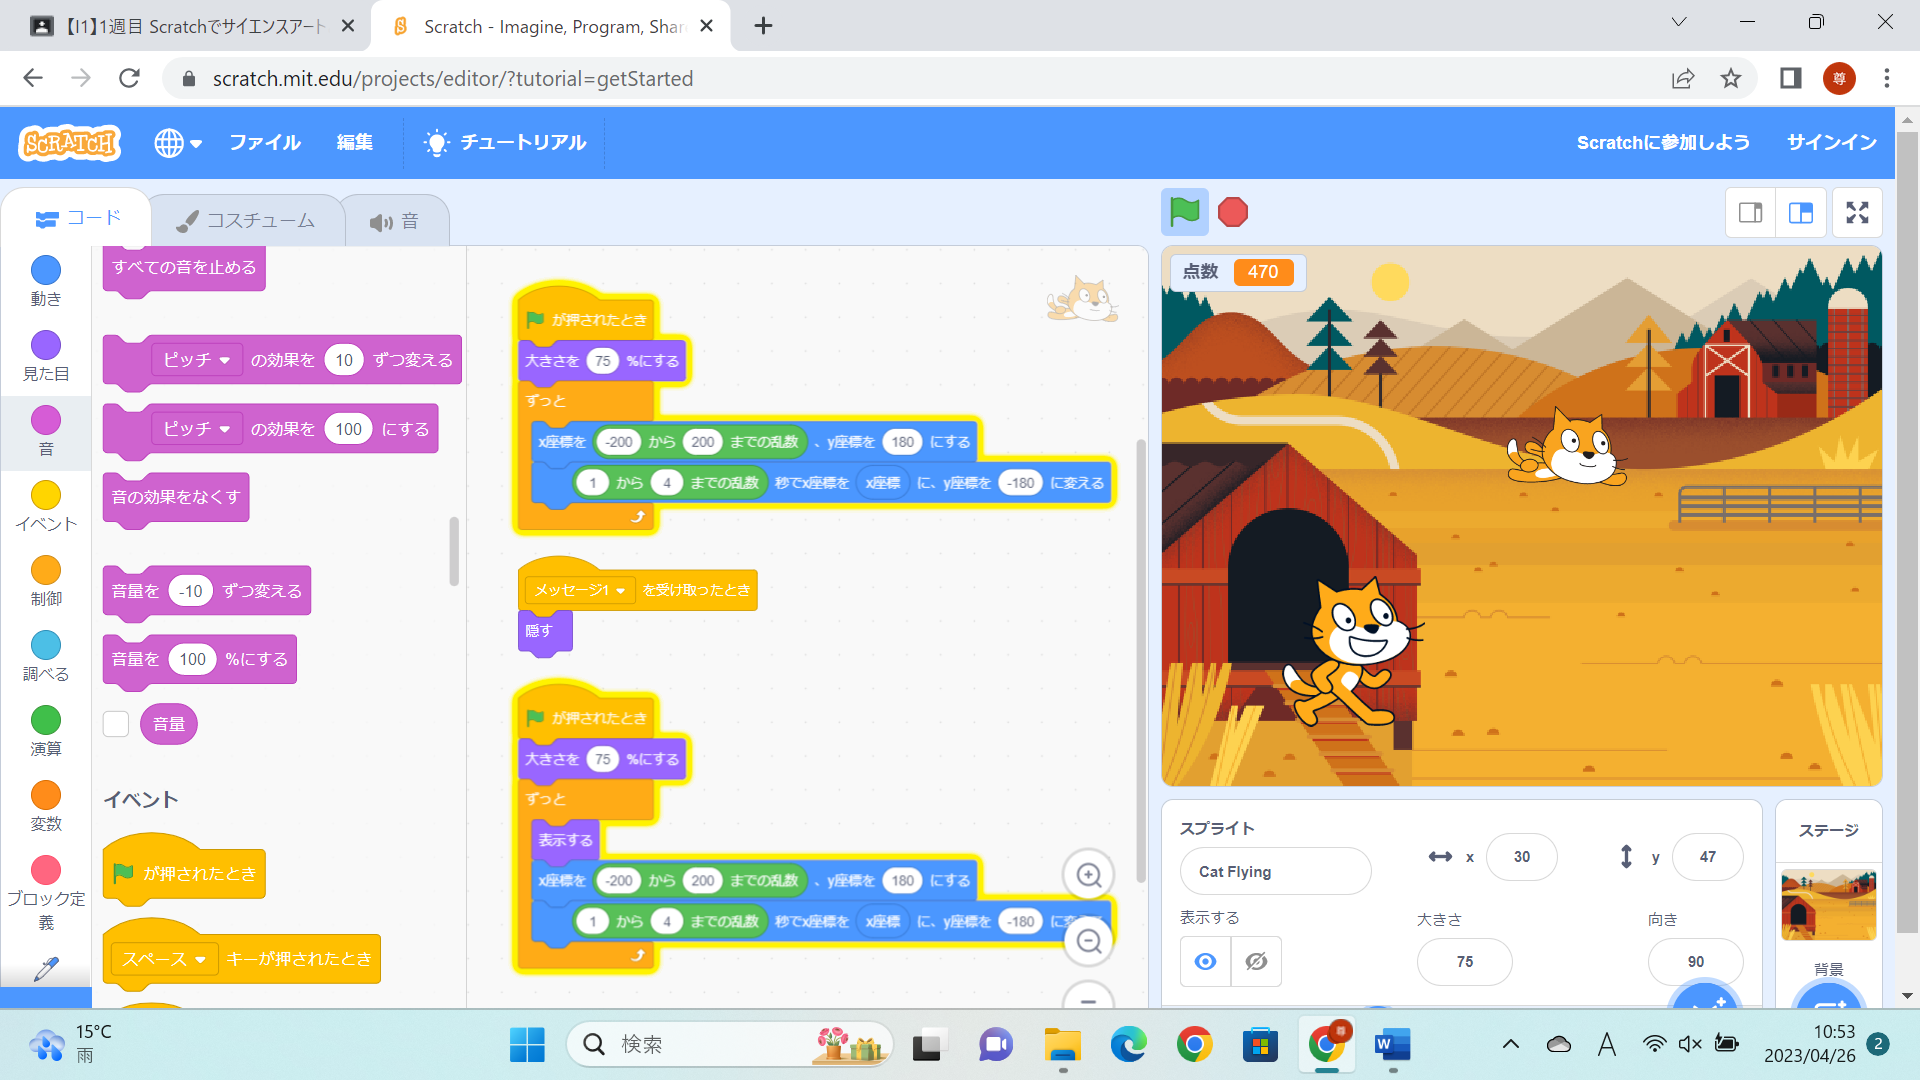 【I1】1週目 Scratchでサイエンスアート
Scratch - Imagine, Program, Shar
scratch.mit.edu/projects/editor/?tutorial=getStarted
尊
SCRATCH
ファイル
編集
チュートリアル
Scratchに参加しよう
サインイン
コード
コスチューム
音
動き
見た目
音
イベント
制御
調べる
演算
変数
ブロック定
義
すべての音を止める
ピッチ の効果を 10 ずつ変える
ピッチ の効果を 100 にする
音の効果をなくす
音量を -10 ずつ変える
音量を 100 %にする
音量
イベント
が押されたとき
スペース キーが押されたとき
が押されたとき
大きさを 75 %にする
ずっと
x座標を -200 から 200 までの乱数 、y座標を 180 にする
1 から 4 までの乱数 秒でx座標を x座標 に、y座標を -180 に変える
メッセージ1 を受け取ったとき
隠す
が押されたとき
大きさを 75 %にする
ずっと
表示する
x座標を -200 から 200 までの乱数 、y座標を 180 にする
1 から 4 までの乱数 秒でx座標を x座標 に、y座標を -180
点数 470
スプライト
Cat Flying
x 30
y 47
表示する
大きさ
75
向き
90
ステージ
背景
15°C
雨
検索
A
10:53
2023/04/26
2